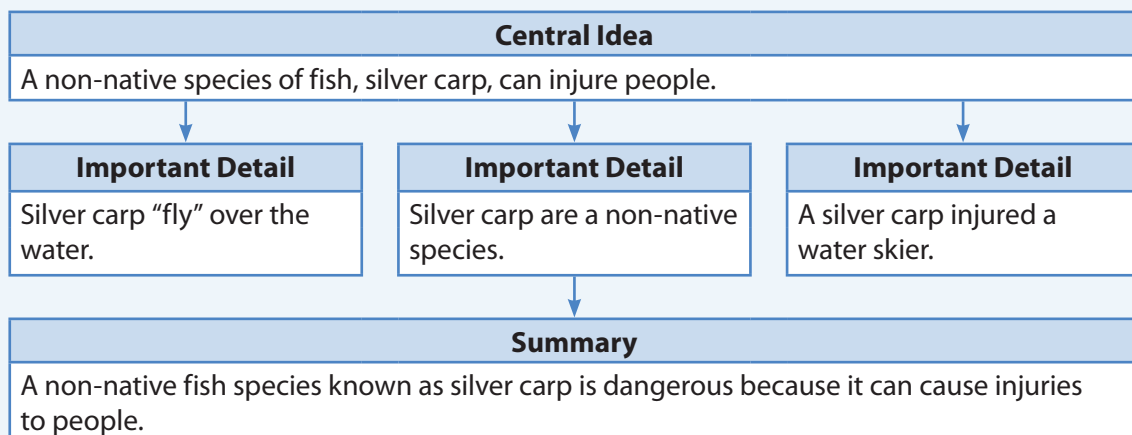 Central Idea
A non-native species of fish, silver carp, can injure people.
Important Detail
Silver carp “fly” over the
water.
Important Detail
Silver carp are a non-native
species.
Important Detail
A silver carp injured a
water skier.
Summary
A non-native fish species known as silver carp is dangerous because it can cause injuries
to people.